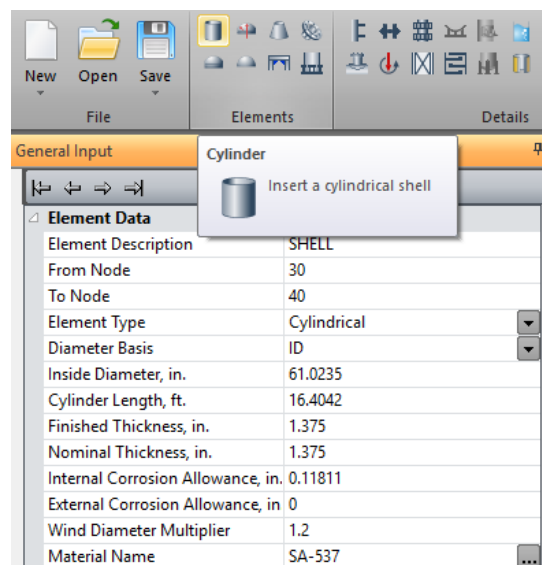 New Open Save
File Elements Details
General Input
Cylinder
Insert a cylindrical shell
Element Data
Element Description SHELL
From Node 30
To Node 40
Element Type Cylindrical
Diameter Basis ID
Inside Diameter, in. 61.0235
Cylinder Length, ft. 16.4042
Finished Thickness, in. 1.375
Nominal Thickness, in. 1.375
Internal Corrosion Allowance, in. 0.11811
External Corrosion Allowance, in 0
Wind Diameter Multiplier 1.2
Material Name SA-537